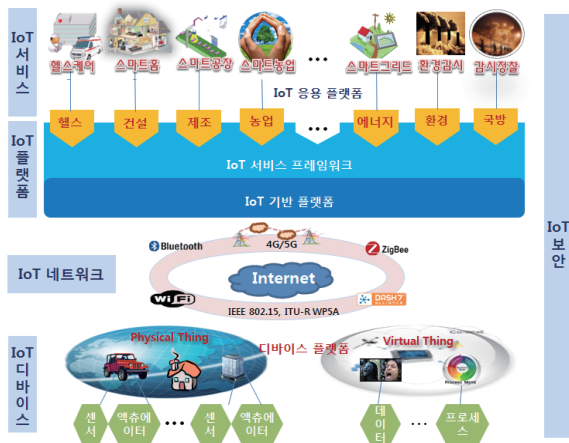 IoT 서비스
헬스케어
스마트홈
스마트공장
스마트농업
...
스마트그리드
환경감시
감시정찰
IoT 응용 플랫폼
IoT 플랫폼
헬스
건설
제조
농업
...
에너지
환경
국방
IoT 서비스 프레임워크
IoT 기반 플랫폼
IoT 보안
IoT 네트워크
Bluetooth
4G/5G
ZigBee
Internet
WiFi
DASH7
ALLIANCE
IEEE 802.15, ITU-R WP5A
IoT 디바이스
Physical Thing
디바이스 플랫폼
Virtual Thing
Process Mgmt
센서
액츄에이터
...
센서
액츄에이터
데이터
...
프로세스